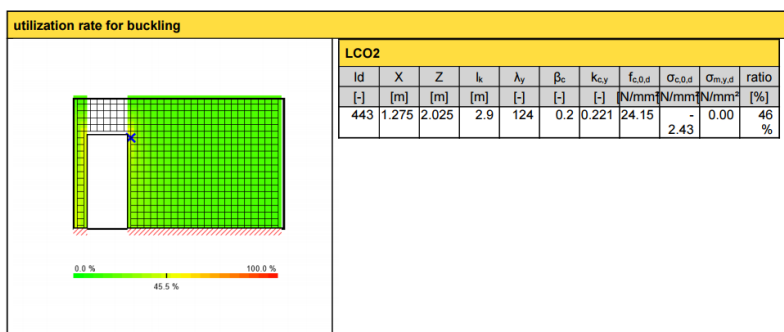 utilization rate for buckling
LCO2
Id X Z lk λy βc kc,y fc,0,d σc,0,d σm,y,d ratio
[-] [m] [m] [m] [-] [-] [-] [N/mm² [N/mm² [N/mm² [%]
443 1.275 2.025 2.9 124 0.2 0.221 24.15 - 2.43 0.00 46 %
0.0 % 100.0 %
45.5 %